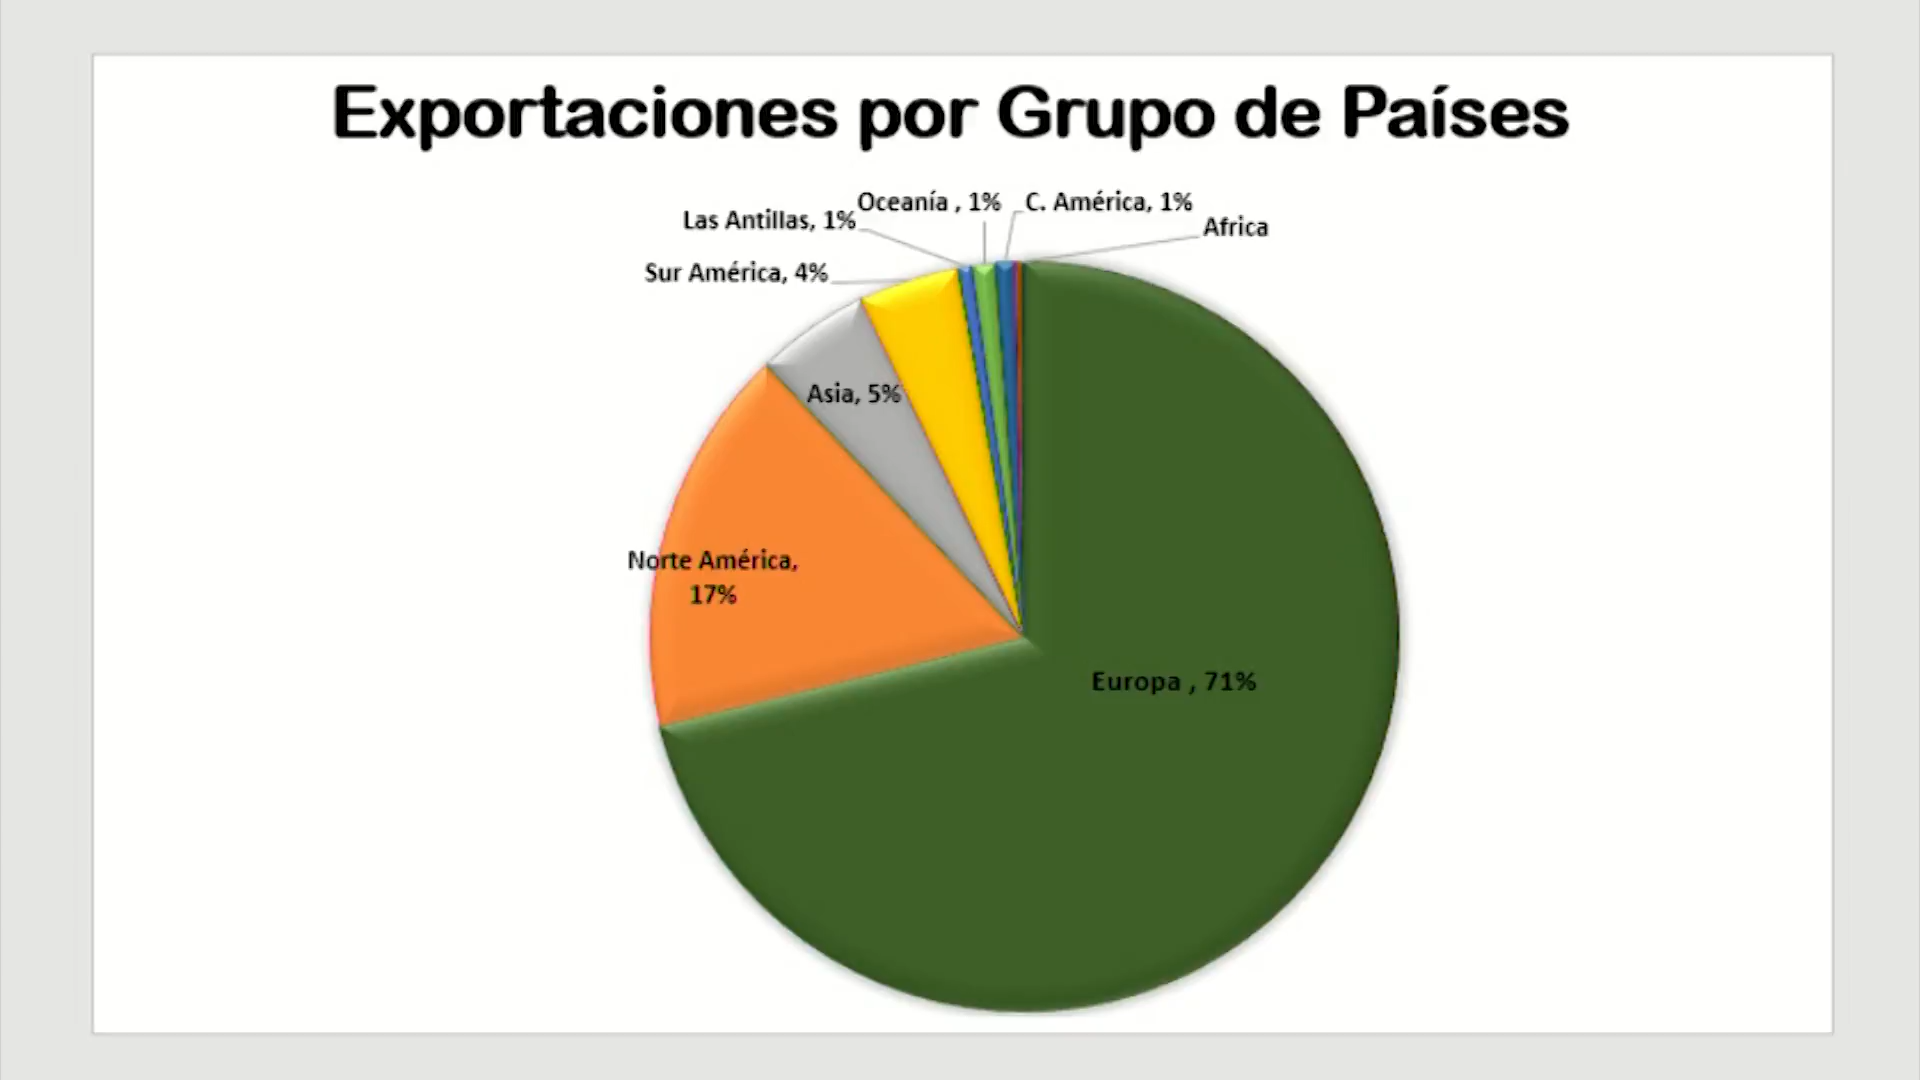 Exportaciones por Grupo de Países
Oceanía , 1%
C. América, 1%
Las Antillas, 1%
Africa
Sur América, 4%
Asia, 5%
Norte América,
17%
Europa , 71%